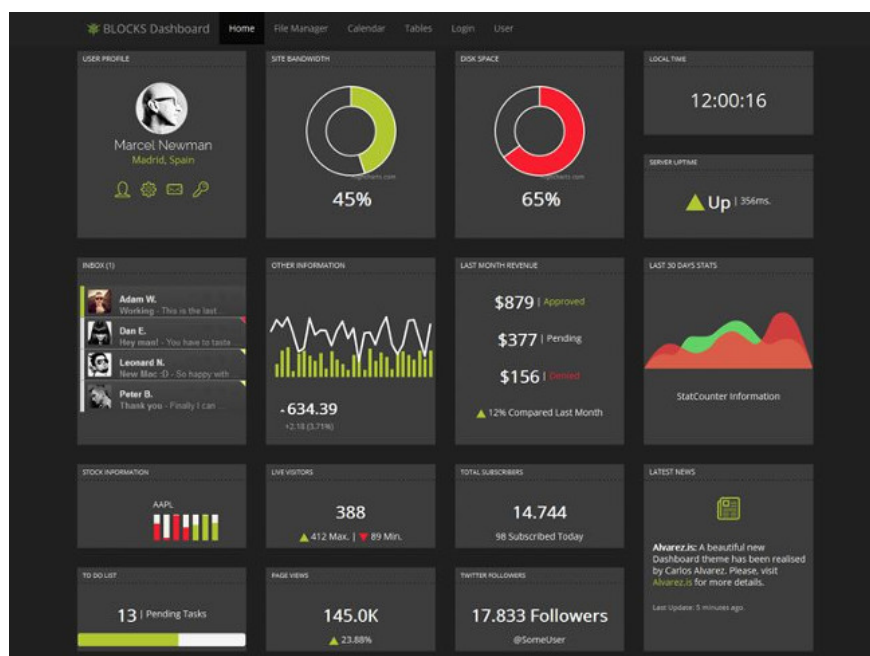 BLOCKS Dashboard Home File Manager Calendar Tables Login User
USER PROFILE
Marcel Newman
Madrid, Spain
SITE BANDWIDTH
45%
DISK SPACE
65%
LOCAL TIME
12:00:16
SERVER UPTIME
Up | 356ms.
INBOX (1)
Adam W.
Working - This is the last
Dan E.
Hey man! - You have to taste
Leonard N.
New Mac :D - So happy with
Peter B.
Thank you - Finally I can
OTHER INFORMATION
634.39
+2.18 (3.71%)
LAST MONTH REVENUE
$879 | Approved
$377 | Pending
$156 | Denied
12% Compared Last Month
LAST 30 DAYS STATS
StatCounter Information
STOCK INFORMATION
AAPL
LIVE VISITORS
388
412 Max. | 89 Min.
TOTAL SUBSCRIBERS
14.744
98 Subscribed Today
LATEST NEWS
Alvarez.is: A beautiful new
Dashboard theme has been realised
by Carlos Alvarez. Please, visit
Alvarez.is for more details.
Last Update: 5 minutes ago.
TO DO LIST
13 | Pending Tasks
PAGE VIEWS
145.0K
23.88%
TWITTER FOLLOWERS
17.833 Followers
@SomeUser